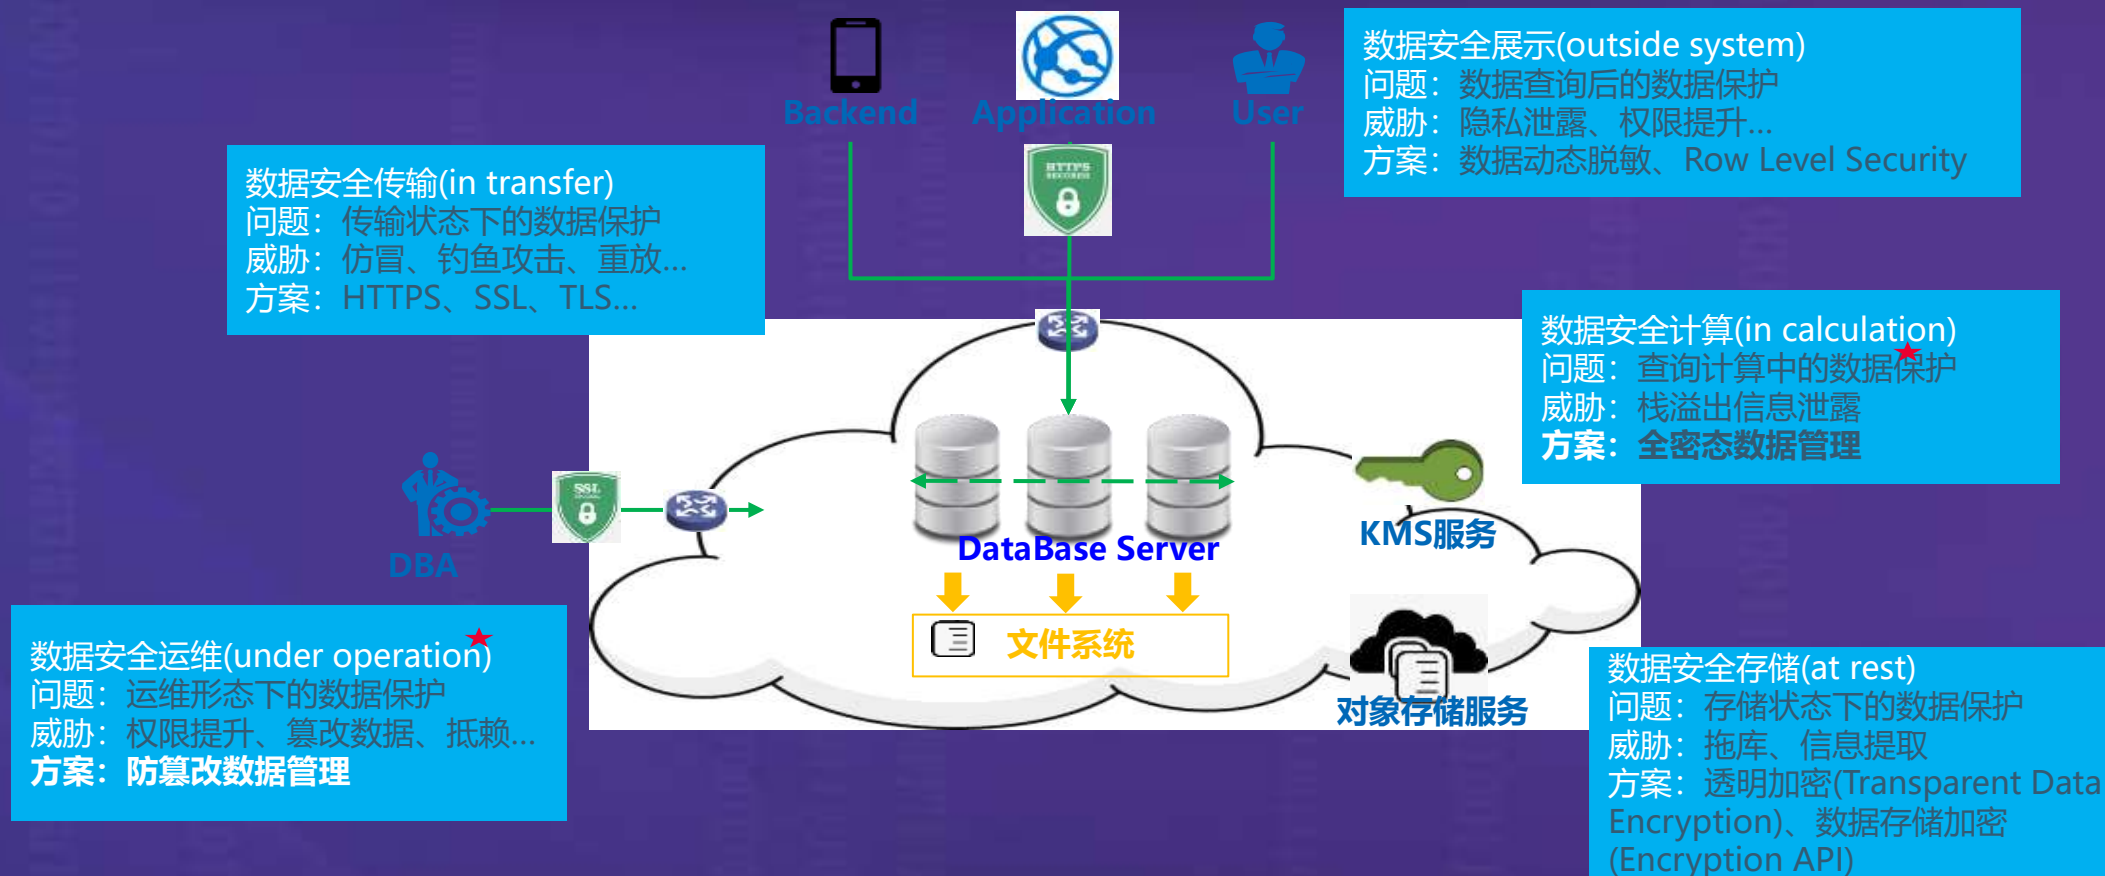 Backend
Application
User
HTTPS
数据安全展示(outside system)
问题：数据查询后的数据保护
威胁：隐私泄露、权限提升...
方案：数据动态脱敏、Row Level Security
数据安全传输(in transfer)
问题：传输状态下的数据保护
威胁：仿冒、钓鱼攻击、重放...
方案：HTTPS、SSL、TLS...
数据安全计算(in calculation)
问题：查询计算中的数据保护
威胁：栈溢出信息泄露
方案：全密态数据管理
SSL
DBA
DataBase Server
KMS服务
文件系统
对象存储服务
数据安全运维(under operation)
问题：运维形态下的数据保护
威胁：权限提升、篡改数据、抵赖...
方案：防篡改数据管理
数据安全存储(at rest)
问题：存储状态下的数据保护
威胁：拖库、信息提取
方案：透明加密(Transparent Data
Encryption)、数据存储加密
(Encryption API)